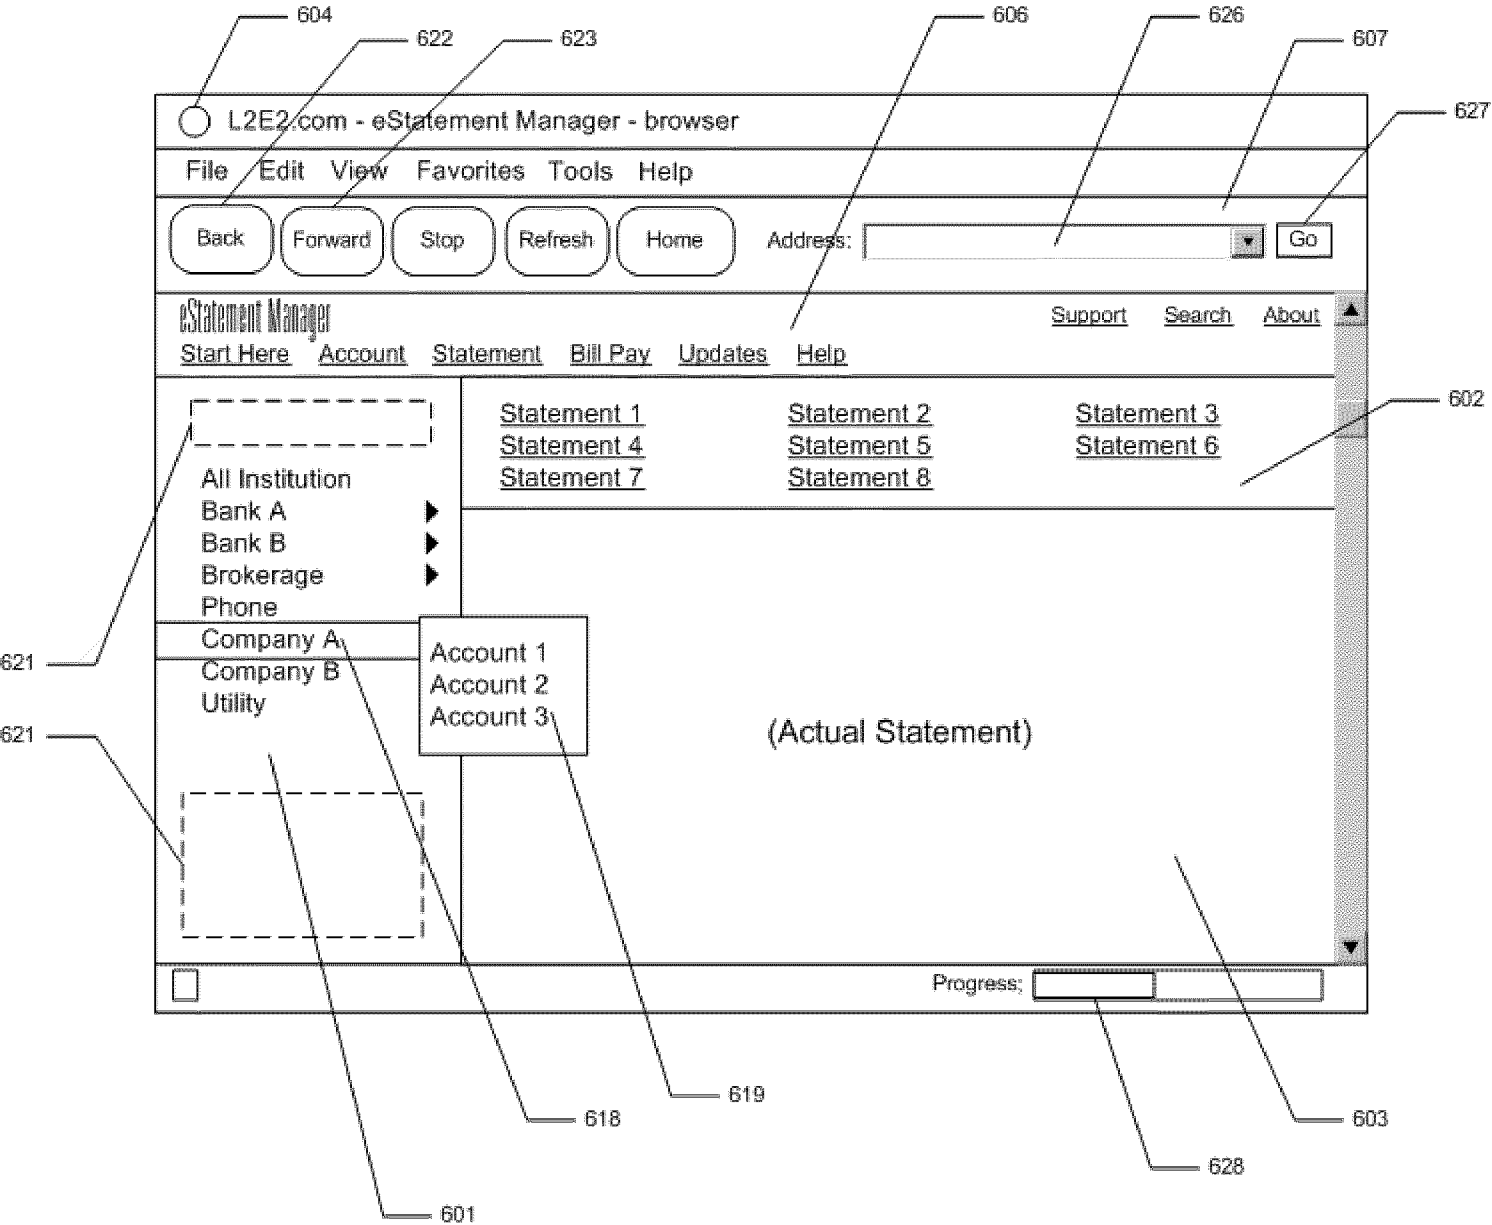 604
606
626
622
623
607
627
L2E2.com - eStatement Manager - browser
File Edit View Favorites Tools Help
Back Forward Stop Refresh Home Address: Go
eStatement Manager
Support Search About
Start Here Account Statement Bill Pay Updates Help
602
Statement 1 Statement 2 Statement 3
Statement 4 Statement 5 Statement 6
Statement 7 Statement 8
All Institution
Bank A
Bank B
Brokerage
Phone
Company A
Company B
Utility
Account 1
Account 2
Account 3
621
621
(Actual Statement)
Progress:
619
618
603
628
601